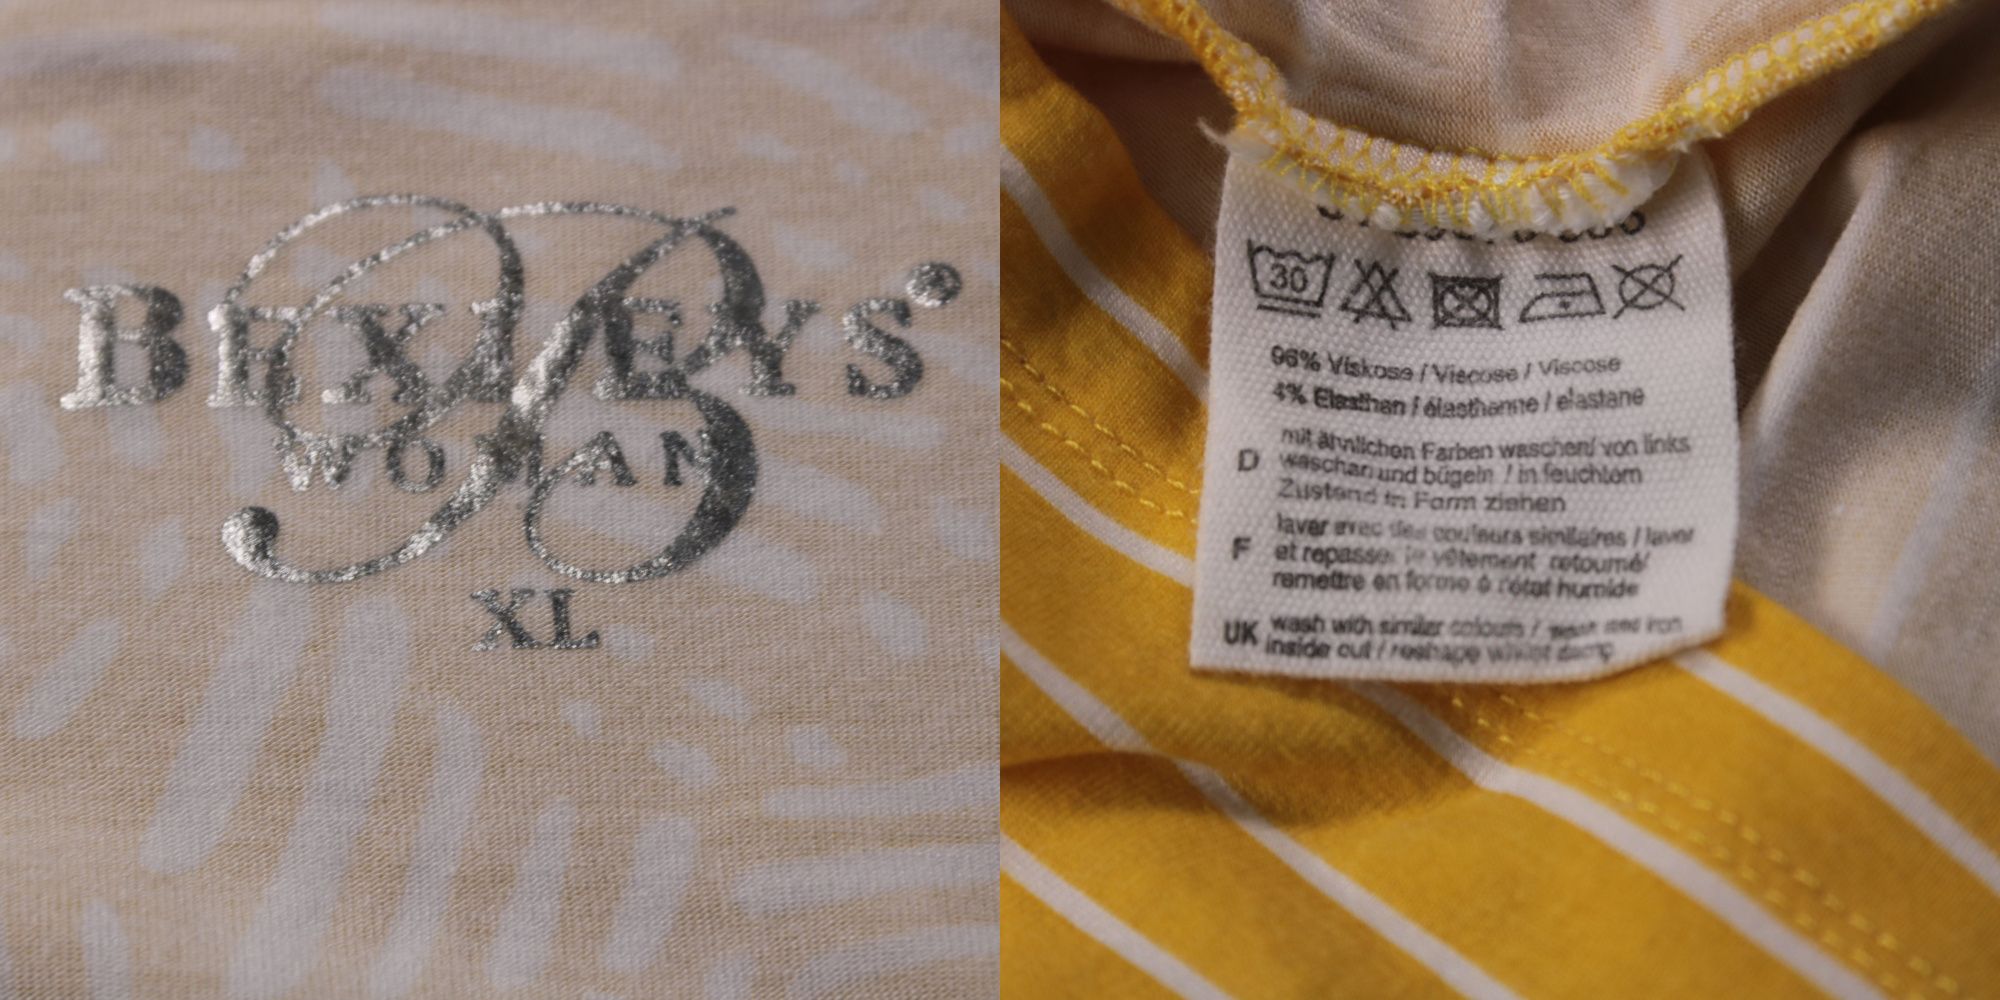 BEXLEYS®
WOMAN
XL
30
96% Viskose / Viscose / Viscose
4% Elasthan / élasthanne / elastane
D
mit ähnlichen Farben waschen/ von links
waschen und bügeln / in feuchtem
Zustand in Form ziehen
F
laver avec des couleurs similaires / laver
et repasser le vêtement retourné/
remettre en forme à l'état humide
UK
wash with similar colours / wash and iron
inside out / reshape whilst damp